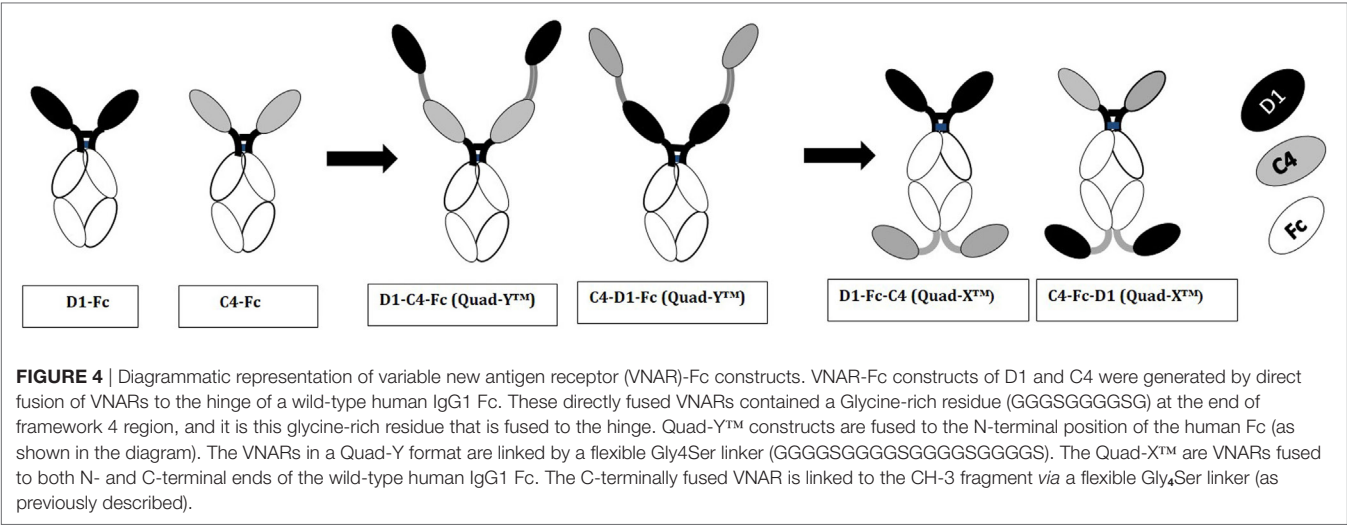 D1
C4
Fc
D1-Fc
C4-Fc
D1-C4-Fc (Quad-Y™)
C4-D1-Fc (Quad-Y™)
D1-Fc-C4 (Quad-X™)
C4-Fc-D1 (Quad-X™)
FIGURE 4 | Diagrammatic representation of variable new antigen receptor (VNAR)-Fc constructs. VNAR-Fc constructs of D1 and C4 were generated by direct
fusion of VNARs to the hinge of a wild-type human IgG1 Fc. These directly fused VNARs contained a Glycine-rich residue (GGGSGGGGSG) at the end of
framework 4 region, and it is this glycine-rich residue that is fused to the hinge. Quad-Y™ constructs are fused to the N-terminal position of the human Fc (as
shown in the diagram). The VNARs in a Quad-Y format are linked by a flexible Gly4Ser linker (GGGGSGGGGSGGGGSGGGGS). The Quad-X™ are VNARs fused
to both N- and C-terminal ends of the wild-type human IgG1 Fc. The C-terminally fused VNAR is linked to the CH-3 fragment via a flexible Gly₄Ser linker (as
previously described).